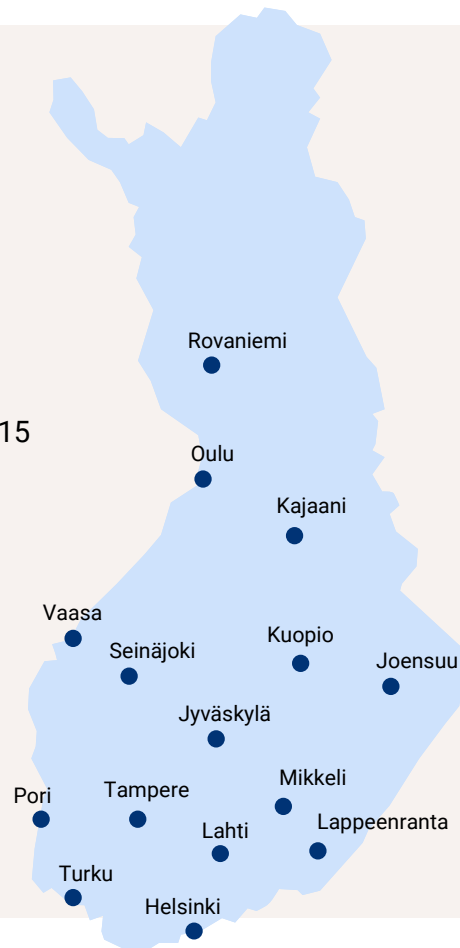 Rovaniemi
15
Oulu
Kajaani
Vaasa
Kuopio
Seinäjoki
Joensuu
Jyväskylä
Mikkeli
Tampere
Pori
Lappeenranta
Lahti
Turku
Helsinki